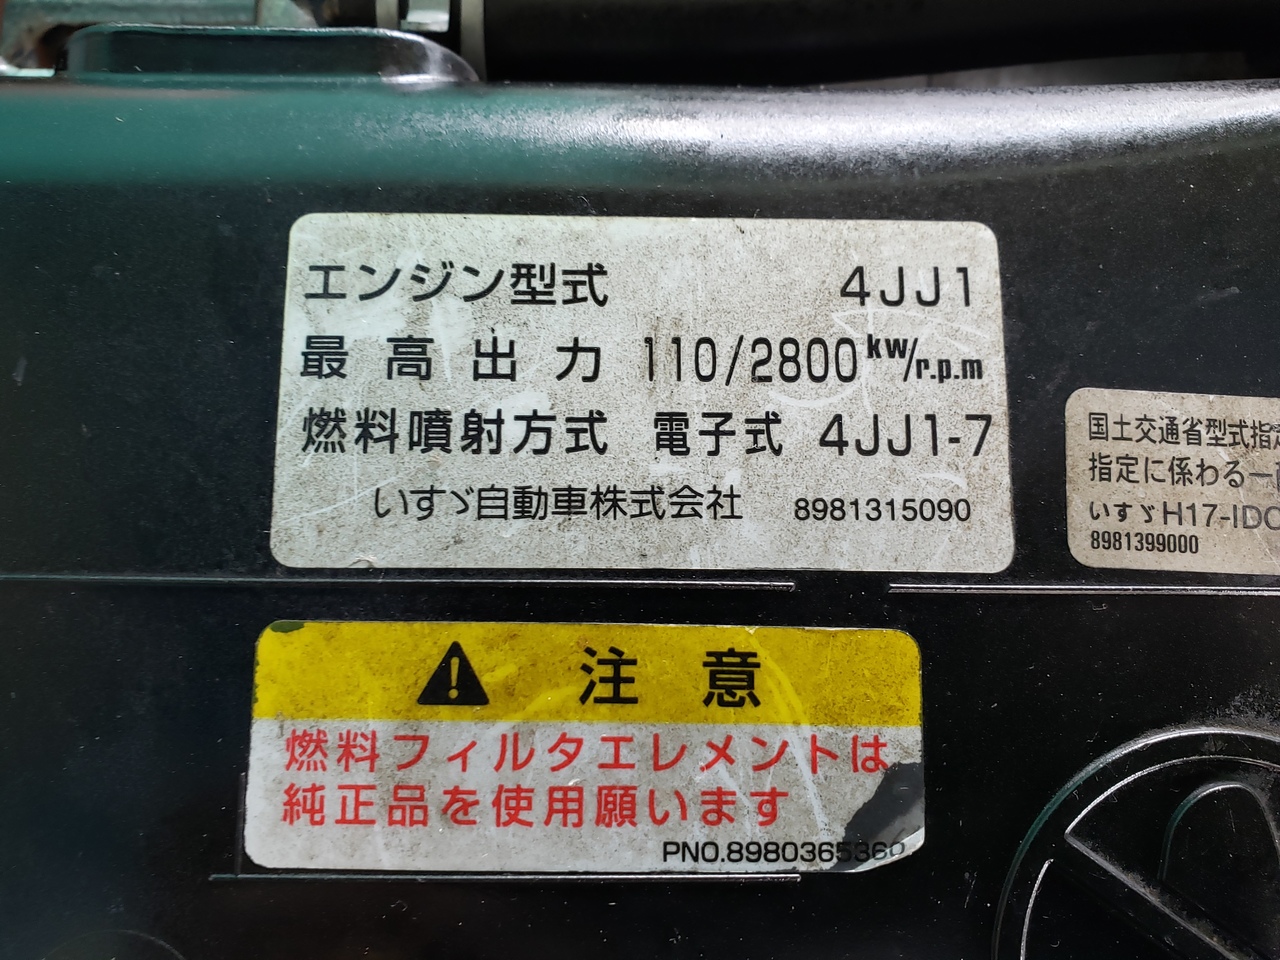 エンジン型式 4JJ1
最高出力 110/2800kw/r.p.m
燃料噴射方式 電子式 4JJ1-7
いすゞ自動車株式会社 8981315090
国土交通省型式指
指定に係わる一
いすゞH17-IDC
8981399000
注意
燃料フィルタエレメントは
純正品を使用願います
PNO.8980365360